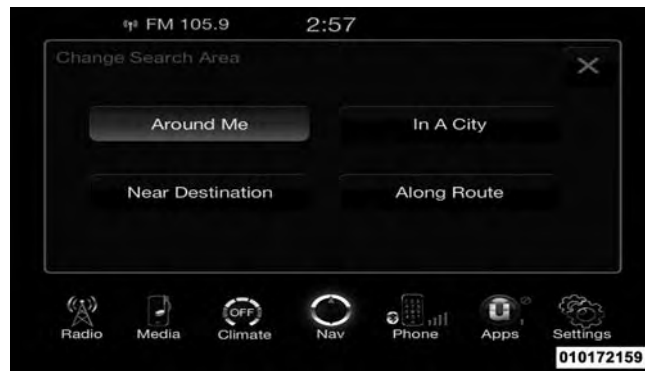 FM 105.9 2:57
Change Search Area
Around Me In A City
Near Destination Along Route
OFF
Radio Media Climate Nav Phone Apps Settings
010172159